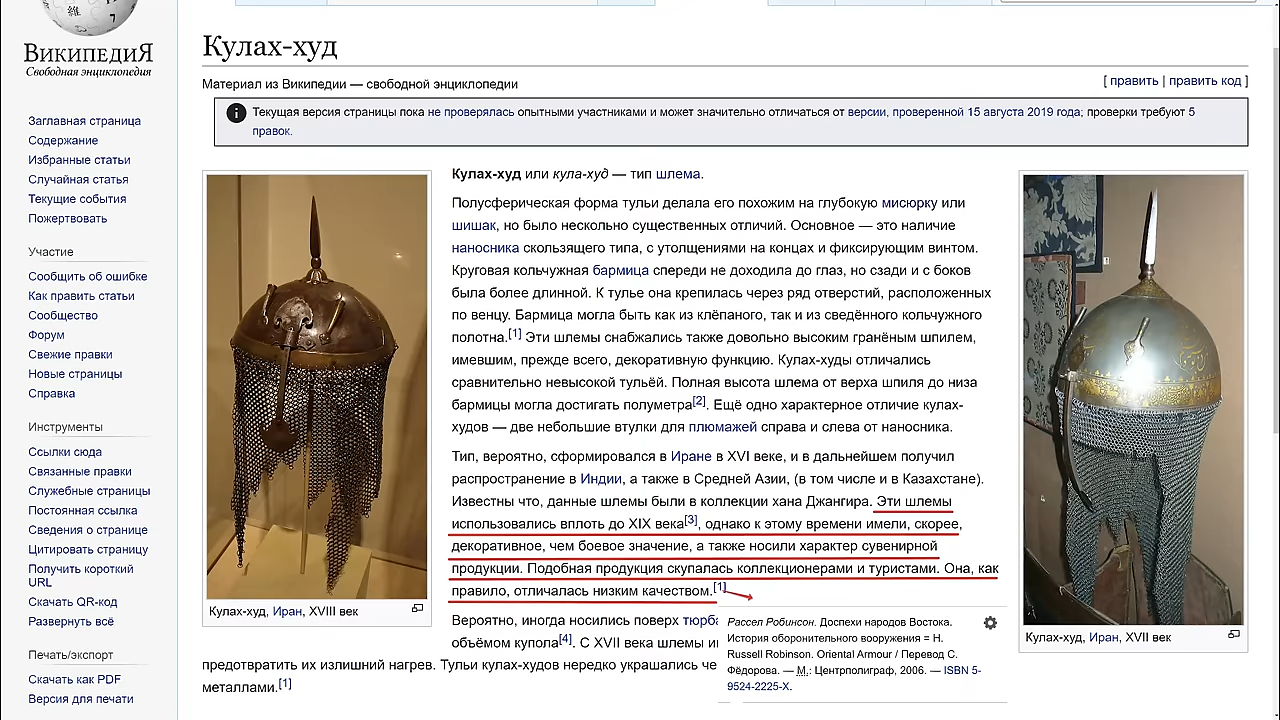 維
7
ВИКИПЕДИЯ
Свободная энциклопедия
Заглавная страница
Содержание
Избранные статьи
Случайная статья
Текущие события
Пожертвовать
Участие
Сообщить об ошибке
Как править статьи
Сообщество
Форум
Свежие правки
Новые страницы
Справка
Инструменты
Ссылки сюда
Связанные правки
Служебные страницы
Постоянная ссылка
Сведения о странице
Цитировать страницу
Получить короткий
URL
Скачать QR-код
Развернуть всё
Печать/экспорт
Скачать как PDF
Версия для печати
Кулах-худ
Материал из Википедии — свободной энциклопедии
[ править | править код ]
Текущая версия страницы пока не проверялась опытными участниками и может значительно отличаться от версии, проверенной 15 августа 2019 года; проверки требуют 5
правок.
Кулах-худ, Иран, XVIII век
Кулах-худ или кула-худ — тип шлема.
Полусферическая форма тульи делала его похожим на глубокую мисюрку или
шишак, но было несколько существенных отличий. Основное — это наличие
наносника скользящего типа, с утолщениями на концах и фиксирующим винтом.
Круговая кольчужная бармица спереди не доходила до глаз, но сзади и с боков
была более длинной. К тулье она крепилась через ряд отверстий, расположенных
по венцу. Бармица могла быть как из клёпаного, так и из сведённого кольчужного
полотна.[1] Эти шлемы снабжались также довольно высоким гранёным шпилем,
имевшим, прежде всего, декоративную функцию. Кулах-худы отличались
сравнительно невысокой тульёй. Полная высота шлема от верха шпиля до низа
бармицы могла достигать полуметра[2]. Ещё одно характерное отличие кулах-
худов — две небольшие втулки для плюмажей справа и слева от наносника.
Тип, вероятно, сформировался в Иране в XVI веке, и в дальнейшем получил
распространение в Индии, а также в Средней Азии, (в том числе и в Казахстане).
Известны что, данные шлемы были в коллекции хана Джангира. Эти шлемы
использовались вплоть до XIX века[3], однако к этому времени имели, скорее,
декоративное, чем боевое значение, а также носили характер сувенирной
продукции. Подобная продукция скупалась коллекционерами и туристами. Она, как
правило, отличалась низким качеством.[1]
Вероятно, иногда носились поверх тюрба
объёмом купола[4]. С XVII века шлемы и
предотвратить их излишний нагрев. Тульи кулах-худов нередко украшались че
металлами.[1]
Рассел Робинсон. Доспехи народов Востока.
История оборонительного вооружения = H.
Russell Robinson. Oriental Armour / Перевод С.
Фёдорова. — М.: Центрполиграф, 2006. — ISBN 5-
9524-2225-X.
Кулах-худ, Иран, XVII век